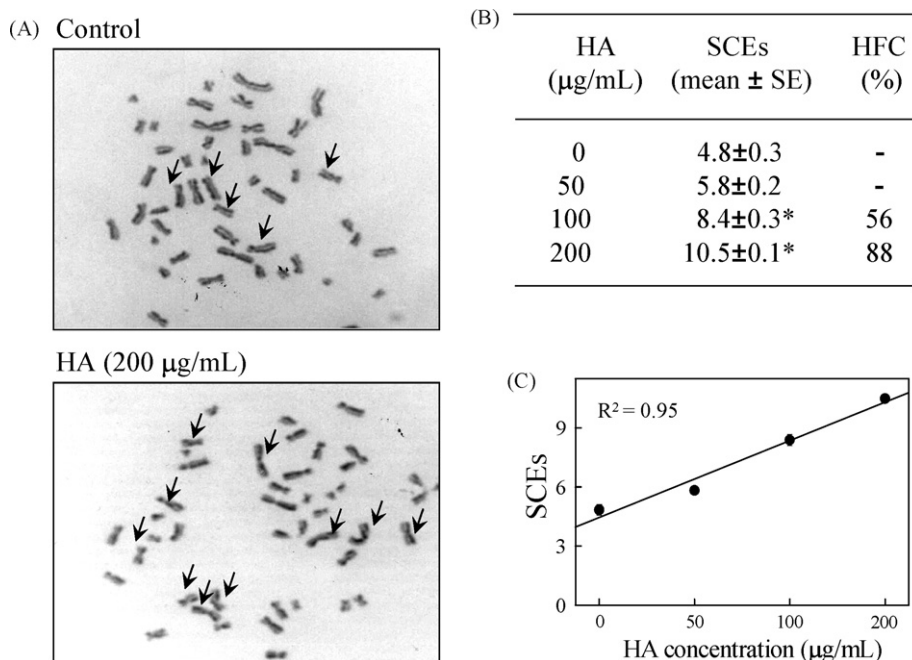 (A) Control
HA (200 μg/mL)
(B)
HA SCEs HFC
(μg/mL) (mean ± SE) (%)
0 4.8±0.3 -
50 5.8±0.2 -
100 8.4±0.3* 56
200 10.5±0.1* 88
(C)
R² = 0.95
9
6
3
0
SCEs
0 50 100 200
HA concentration (μg/mL)